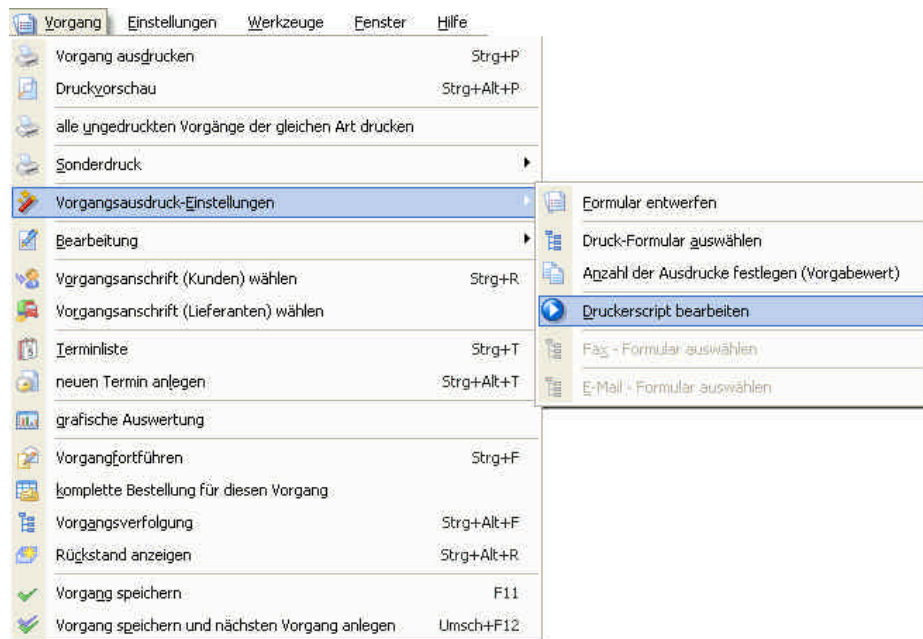 Vorgang Einstellungen Werkzeuge Fenster Hilfe
Vorgang ausdrucken Strg+P
Druckvorschau Strg+Alt+P
alle ungedruckten Vorgänge der gleichen Art drucken
Sonderdruck
Vorgangsausdruck-Einstellungen
Bearbeitung
Vorgangsanschrift (Kunden) wählen Strg+R
Vorgangsanschrift (Lieferanten) wählen
Terminliste Strg+T
neuen Termin anlegen Strg+Alt+T
grafische Auswertung
Vorgangfortführen Strg+F
komplette Bestellung für diesen Vorgang
Vorgangsverfolgung Strg+Alt+F
Rückstand anzeigen Strg+Alt+R
Vorgang speichern F11
Vorgang speichern und nächsten Vorgang anlegen Umsch+F12
Formular entwerfen
Druck-Formular auswählen
Anzahl der Ausdrucke festlegen (Vorgabewert)
Druckerscript bearbeiten
Fax - Formular auswählen
E-Mail - Formular auswählen